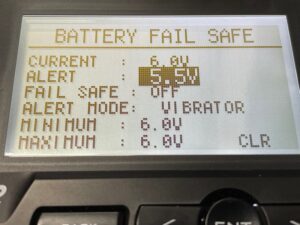 BATTERY FAIL SAFE
CURRENT : 6.0V
ALERT : 5.5V
FAIL SAFE: OFF
ALERT MODE: VIBRATOR
MINIMUM : 6.0V
MAXIMUM : 6.0V CLR
ENT